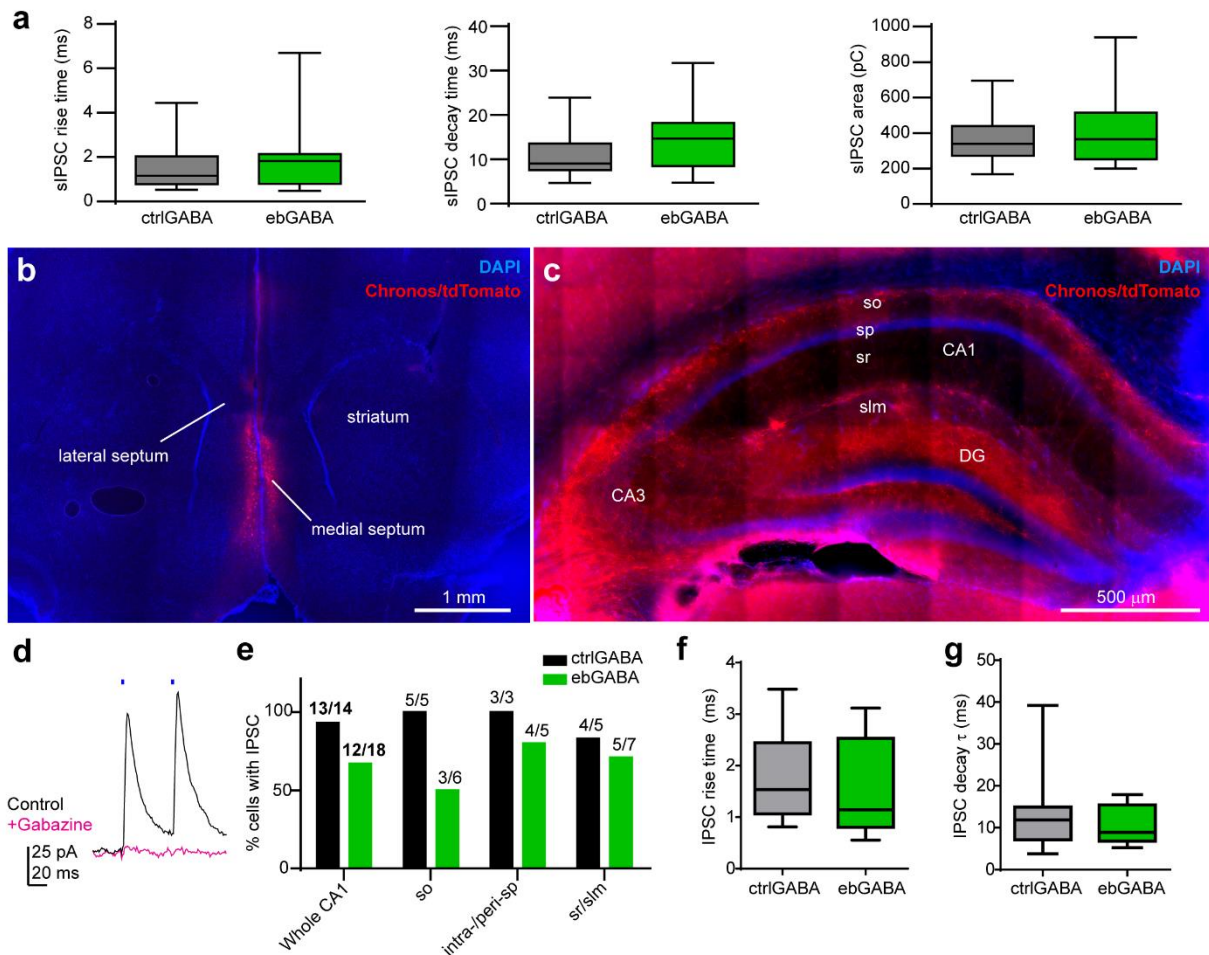 a
sIPSC rise time (ms)
8
6
4
2
0
ctrlGABA
ebGABA
sIPSC decay time (ms)
40
30
20
10
0
ctrlGABA
ebGABA
sIPSC area (pC)
1000
800
600
400
200
0
ctrlGABA
ebGABA
b
DAPI
Chronos/tdTomato
lateral septum
striatum
medial septum
1 mm
c
DAPI
Chronos/tdTomato
so
sp
sr
CA1
slm
DG
CA3
500 µm
d
Control
+Gabazine
25 pA
20 ms
e
ctrlGABA
ebGABA
% cells with IPSC
100
50
0
13/14
12/18
5/5
3/6
3/3
4/5
4/5
5/7
Whole CA1
so
intra-/peri-sp
sr/slm
f
IPSC rise time (ms)
4
3
2
1
0
ctrlGABA
ebGABA
g
IPSC decay τ (ms)
50
40
30
20
10
0
ctrlGABA
ebGABA